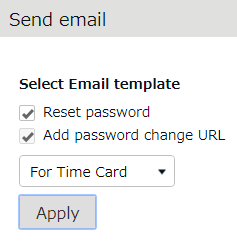 Send email
Select Email template
Reset password
Add password change URL
For Time Card
Apply